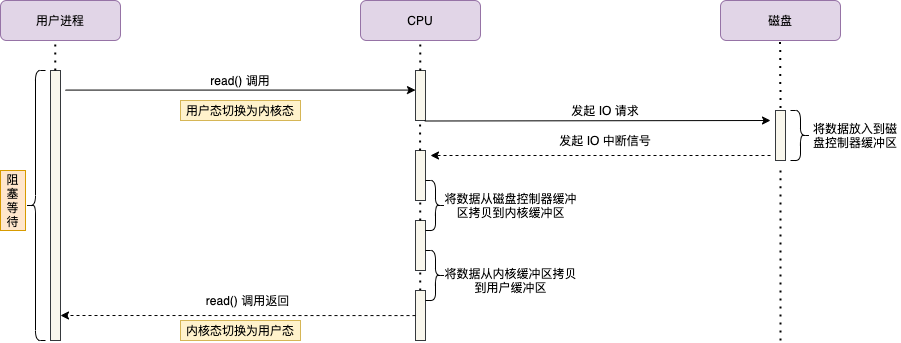 用户进程
CPU
磁盘
read() 调用
用户态切换为内核态
发起 IO 请求
将数据放入到磁
盘控制器缓冲区
发起 IO 中断信号
阻
塞
等
待
将数据从磁盘控制器缓冲
区拷贝到内核缓冲区
将数据从内核缓冲区拷贝
到用户缓冲区
read() 调用返回
内核态切换为用户态